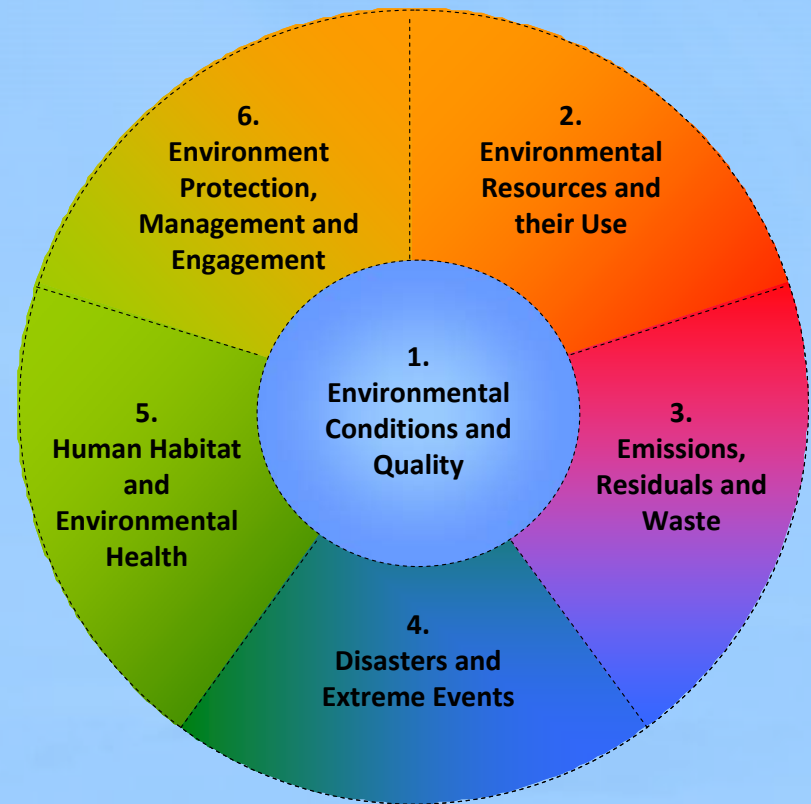 1.
Environmental
Conditions and
Quality
2.
Environmental
Resources and
their Use
3.
Emissions,
Residuals and
Waste
4.
Disasters and
Extreme Events
5.
Human Habitat
and
Environmental
Health
6.
Environment
Protection,
Management and
Engagement